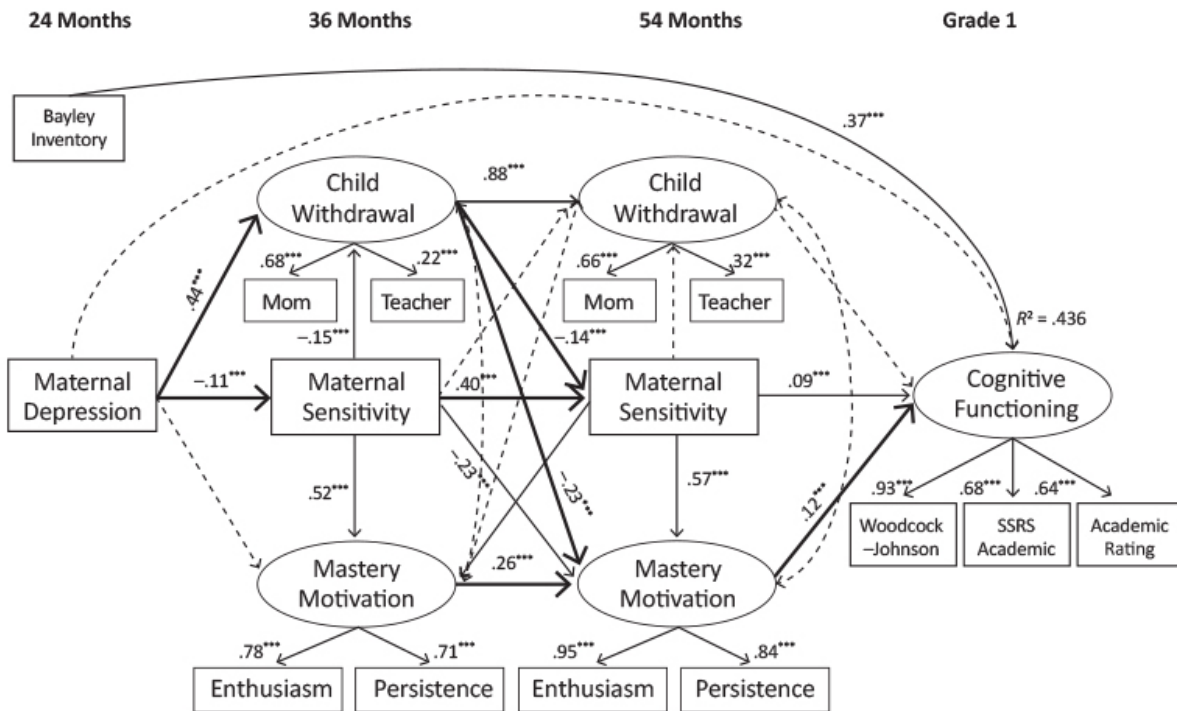 24 Months
36 Months
54 Months
Grade 1
Bayley
Inventory
.37***
Child
Withdrawal
.88***
Child
Withdrawal
.44***
.68***
.22***
Mom
Teacher
.66***
.32***
Mom
Teacher
R² = .436
–.15***
–.14***
Maternal
Depression
–.11***
Maternal
Sensitivity
.40***
Maternal
Sensitivity
.09***
Cognitive
Functioning
.52***
–.23***
–.23***
.57***
.12***
.93***
.68***
.64***
Woodcock
–Johnson
SSRS
Academic
Academic
Rating
Mastery
Motivation
.26***
Mastery
Motivation
.78***
.71***
.95***
.84***
Enthusiasm
Persistence
Enthusiasm
Persistence